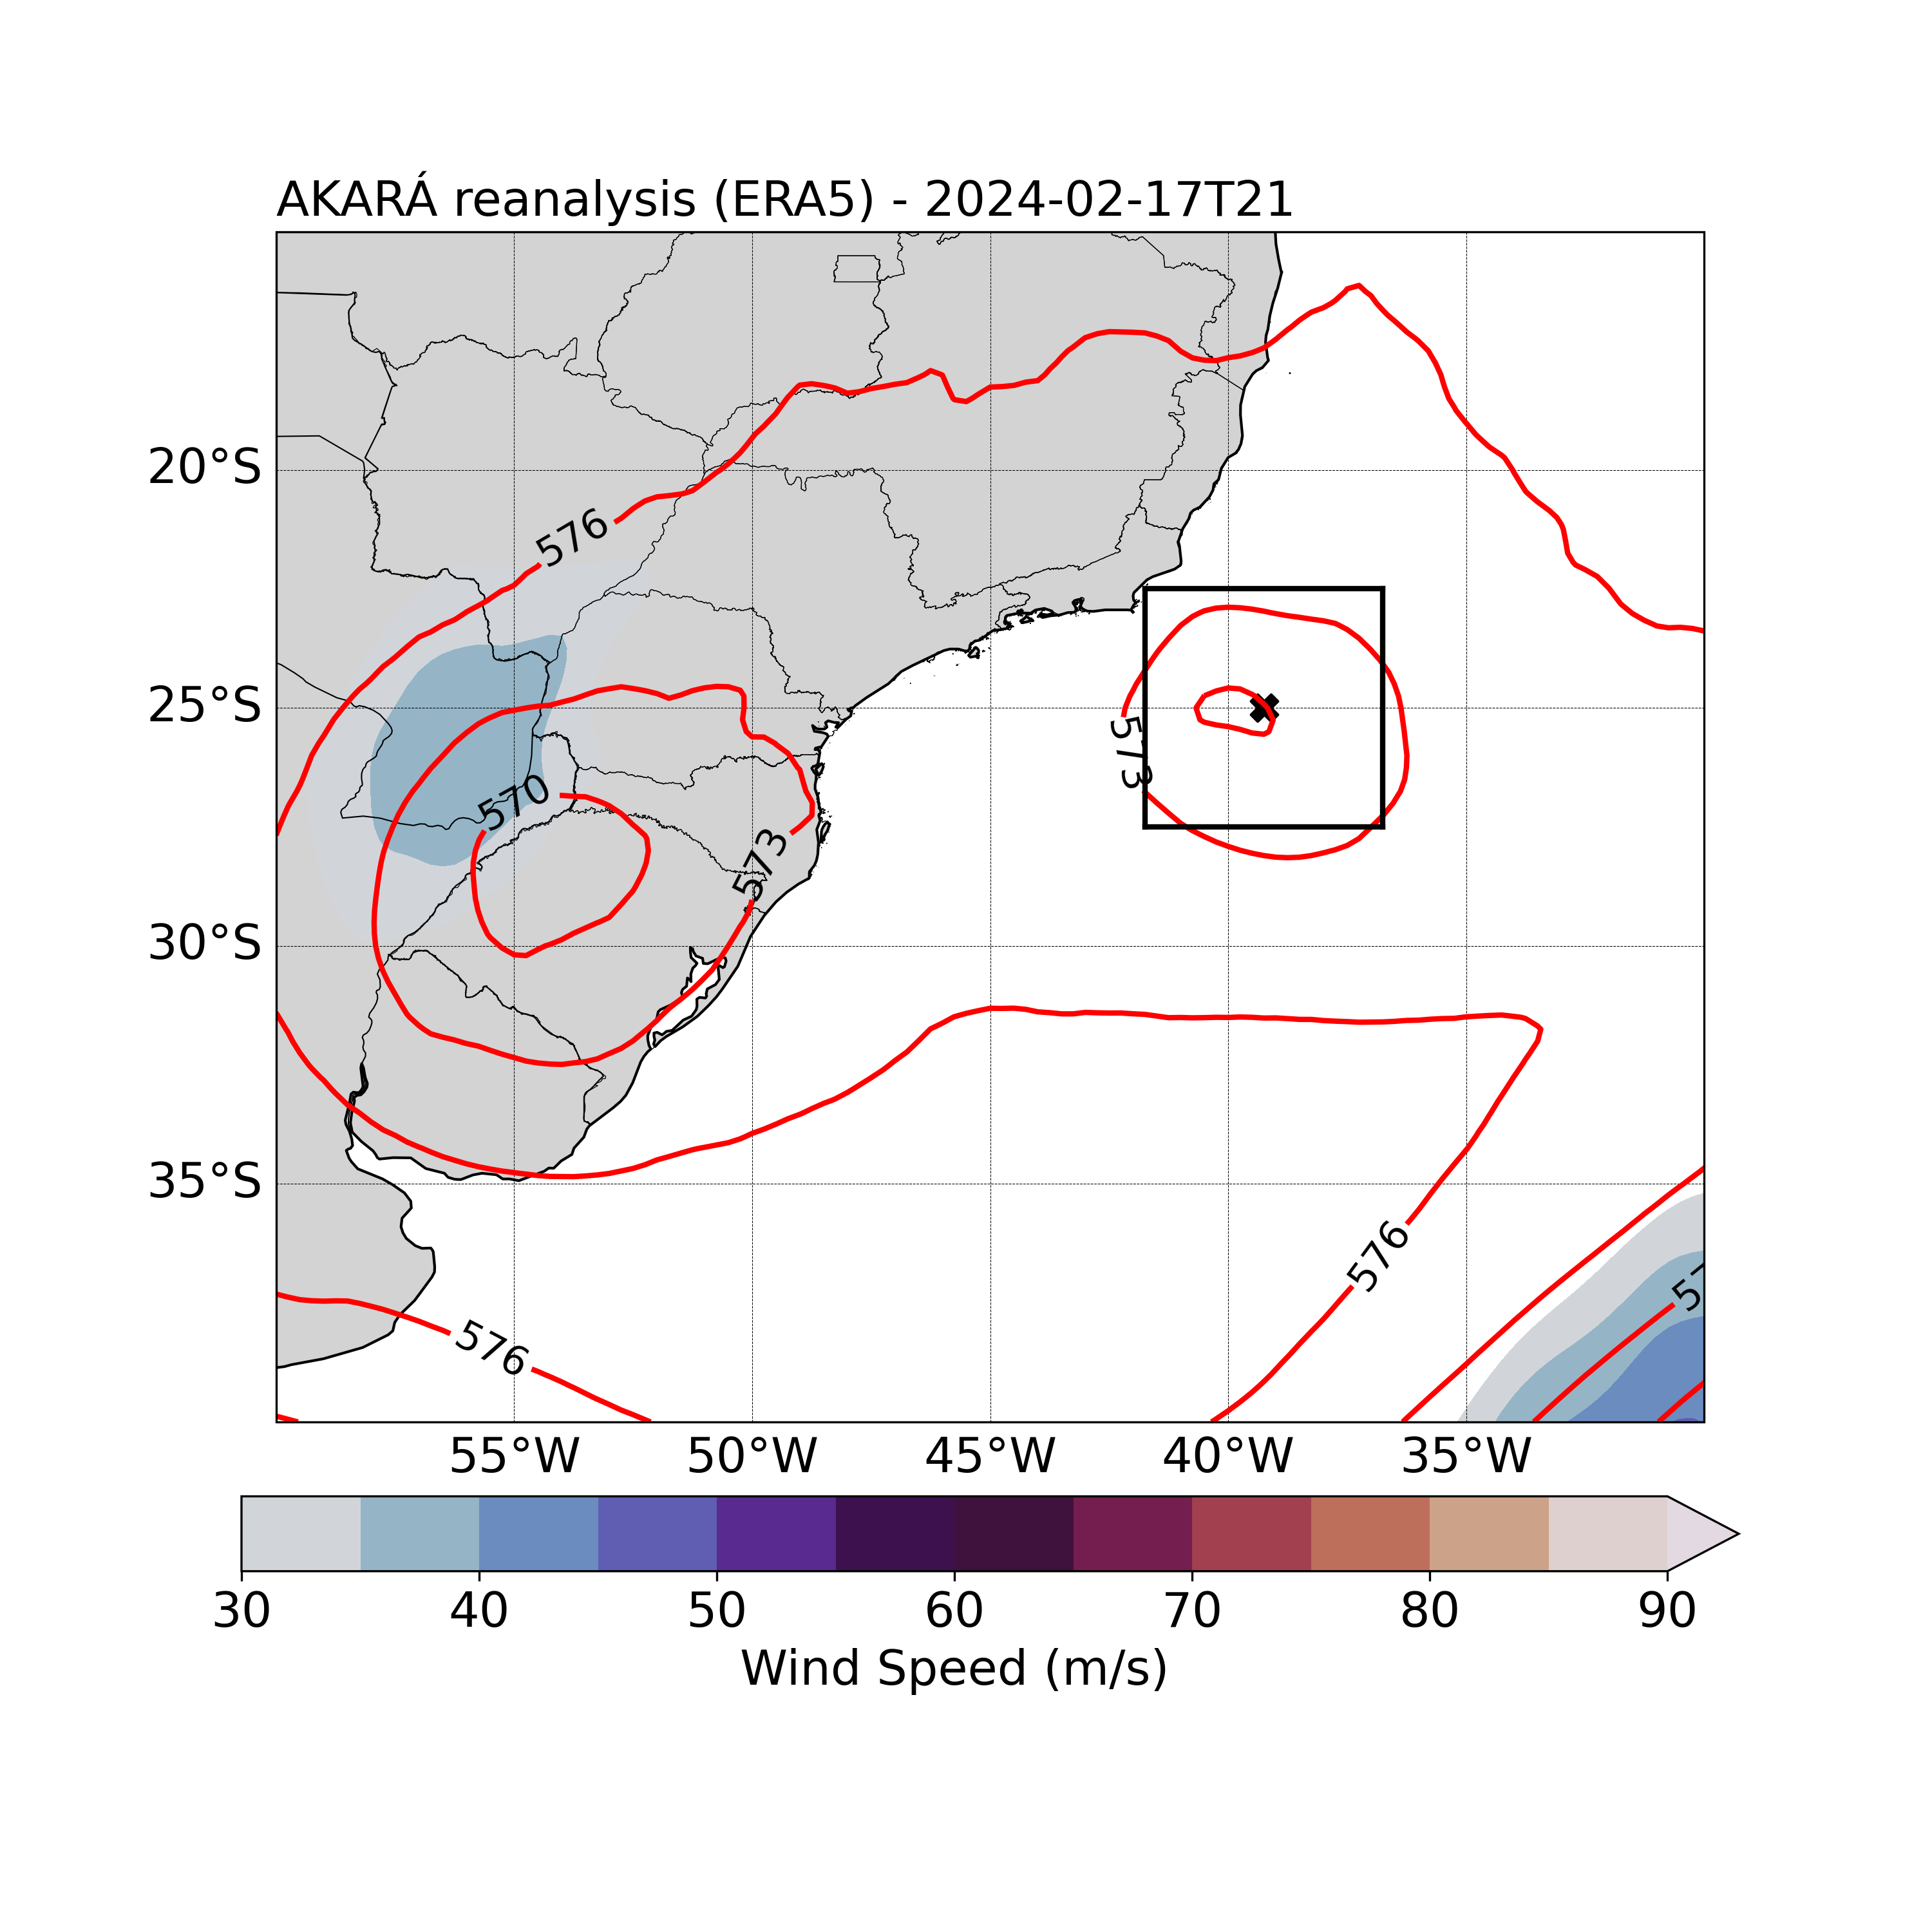 AKARÁ reanalysis (ERA5) - 2024-02-17T21
20°S
576
25°S
573
570
573
30°S
35°S
576
576
55°W 50°W 45°W 40°W 35°W
30 40 50 60 70 80 90
Wind Speed (m/s)